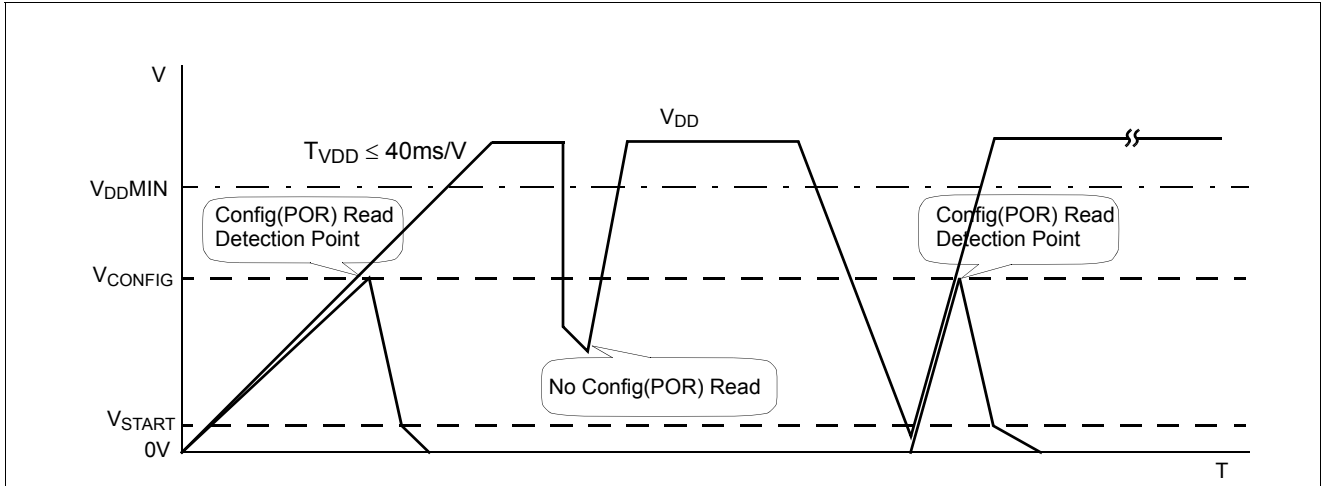 V
V_DD
T_VDD ≤ 40ms/V
V_DDMIN
Config(POR) Read
Detection Point
Config(POR) Read
Detection Point
V_CONFIG
No Config(POR) Read
V_START
0V
T